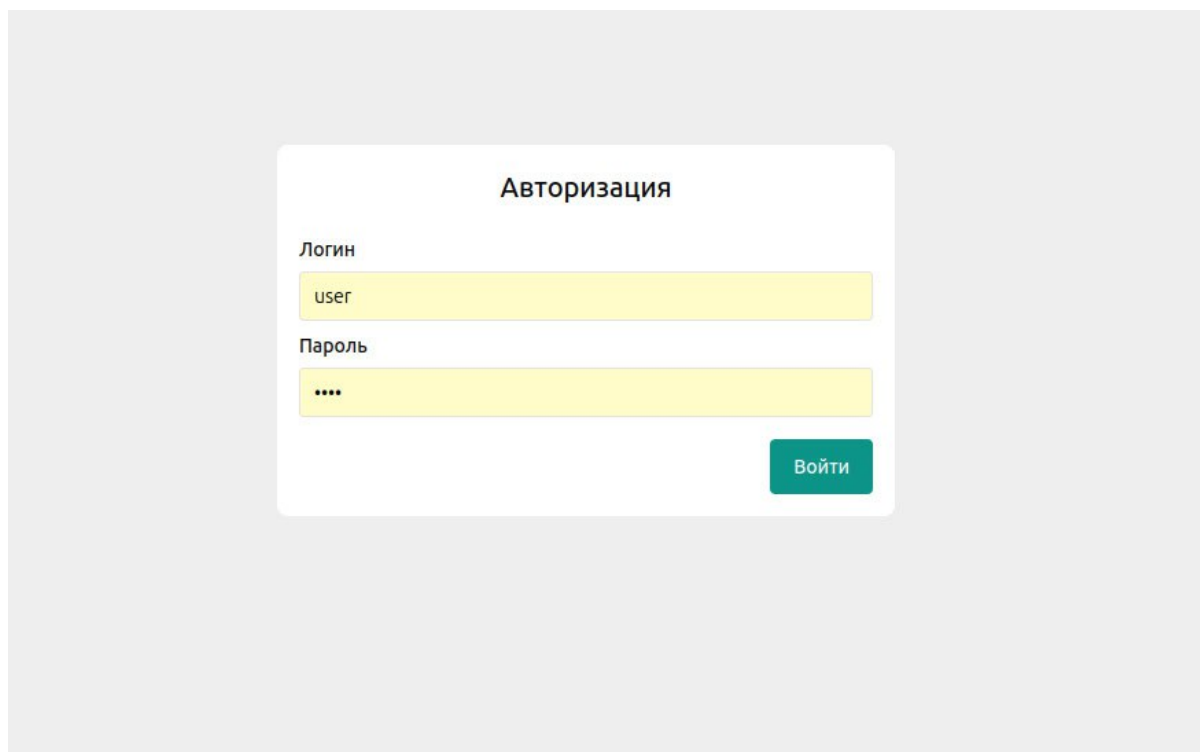 Авторизация
Логин
user
Пароль
••••
Войти